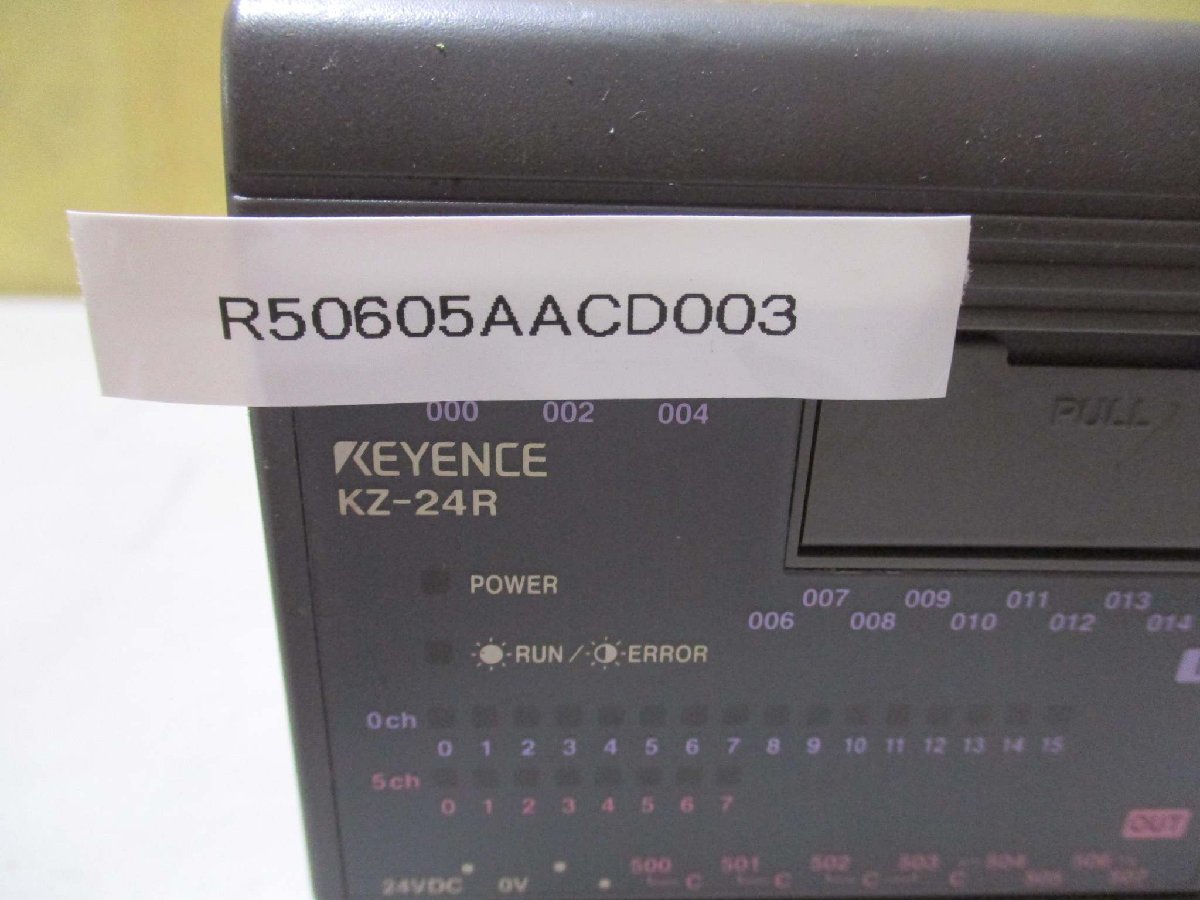 R50605AACD003
000 002 004
PULL
KEYENCE
KZ-24R
POWER
007 009 011 013
006 008 010 012 014
RUN / ERROR
0ch
0 1 2 3 4 5 6 7 8 9 10 11 12 13 14 15
5ch
0 1 2 3 4 5 6 7
OUT
24VDC 0V
500 501 502 503 504 506
C C C C 505 507